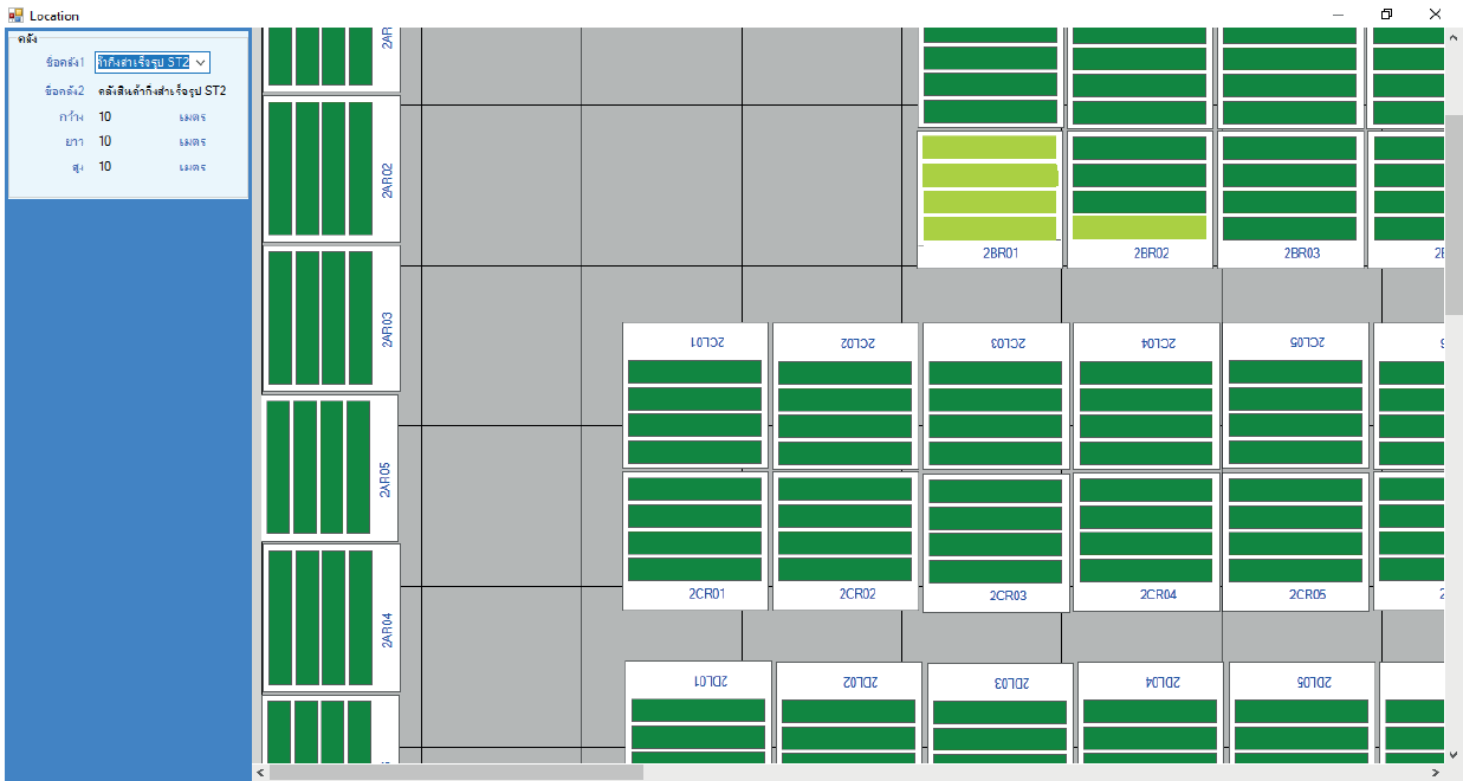 Location
คลัง
ชื่อคลัง1 ค้ากึ่งสำเร็จรูป ST2
ชื่อคลัง2 คลังสินค้ากึ่งสำเร็จรูป ST2
กว้าง 10 เมตร
ยาว 10 เมตร
สูง 10 เมตร
2AR02
2AR03
2AR05
2AR04
2BR01 2BR02 2BR03
2CL01 2CL02 2CL03 2CL04 2CL05
2CR01 2CR02 2CR03 2CR04 2CR05
2DL01 2DL02 2DL03 2DL04 2DL05